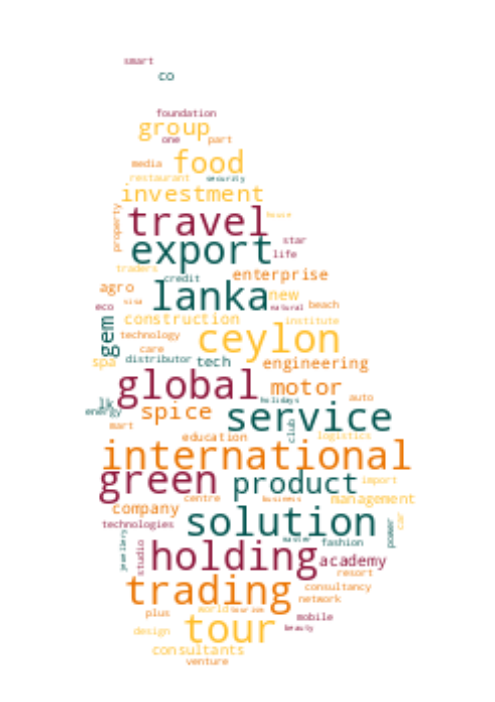 smart
co
foundation
group
one part
media food
restaurant security
investment
property
travel house
export star
life
traders
credit enterprise
agro lanka new
eco visa natural beach
gem construction institute
technology ceylon
care
spa distributor tech engineering
global motor
lk holidays auto
energy spice service
mart club
education logistics
international
green product import
centre business management
company
technologies solution power car
jewellery master fashion
studio holding academy
resort
trading consultancy
network
plus world tourism mobile
design tour beauty
consultants
venture